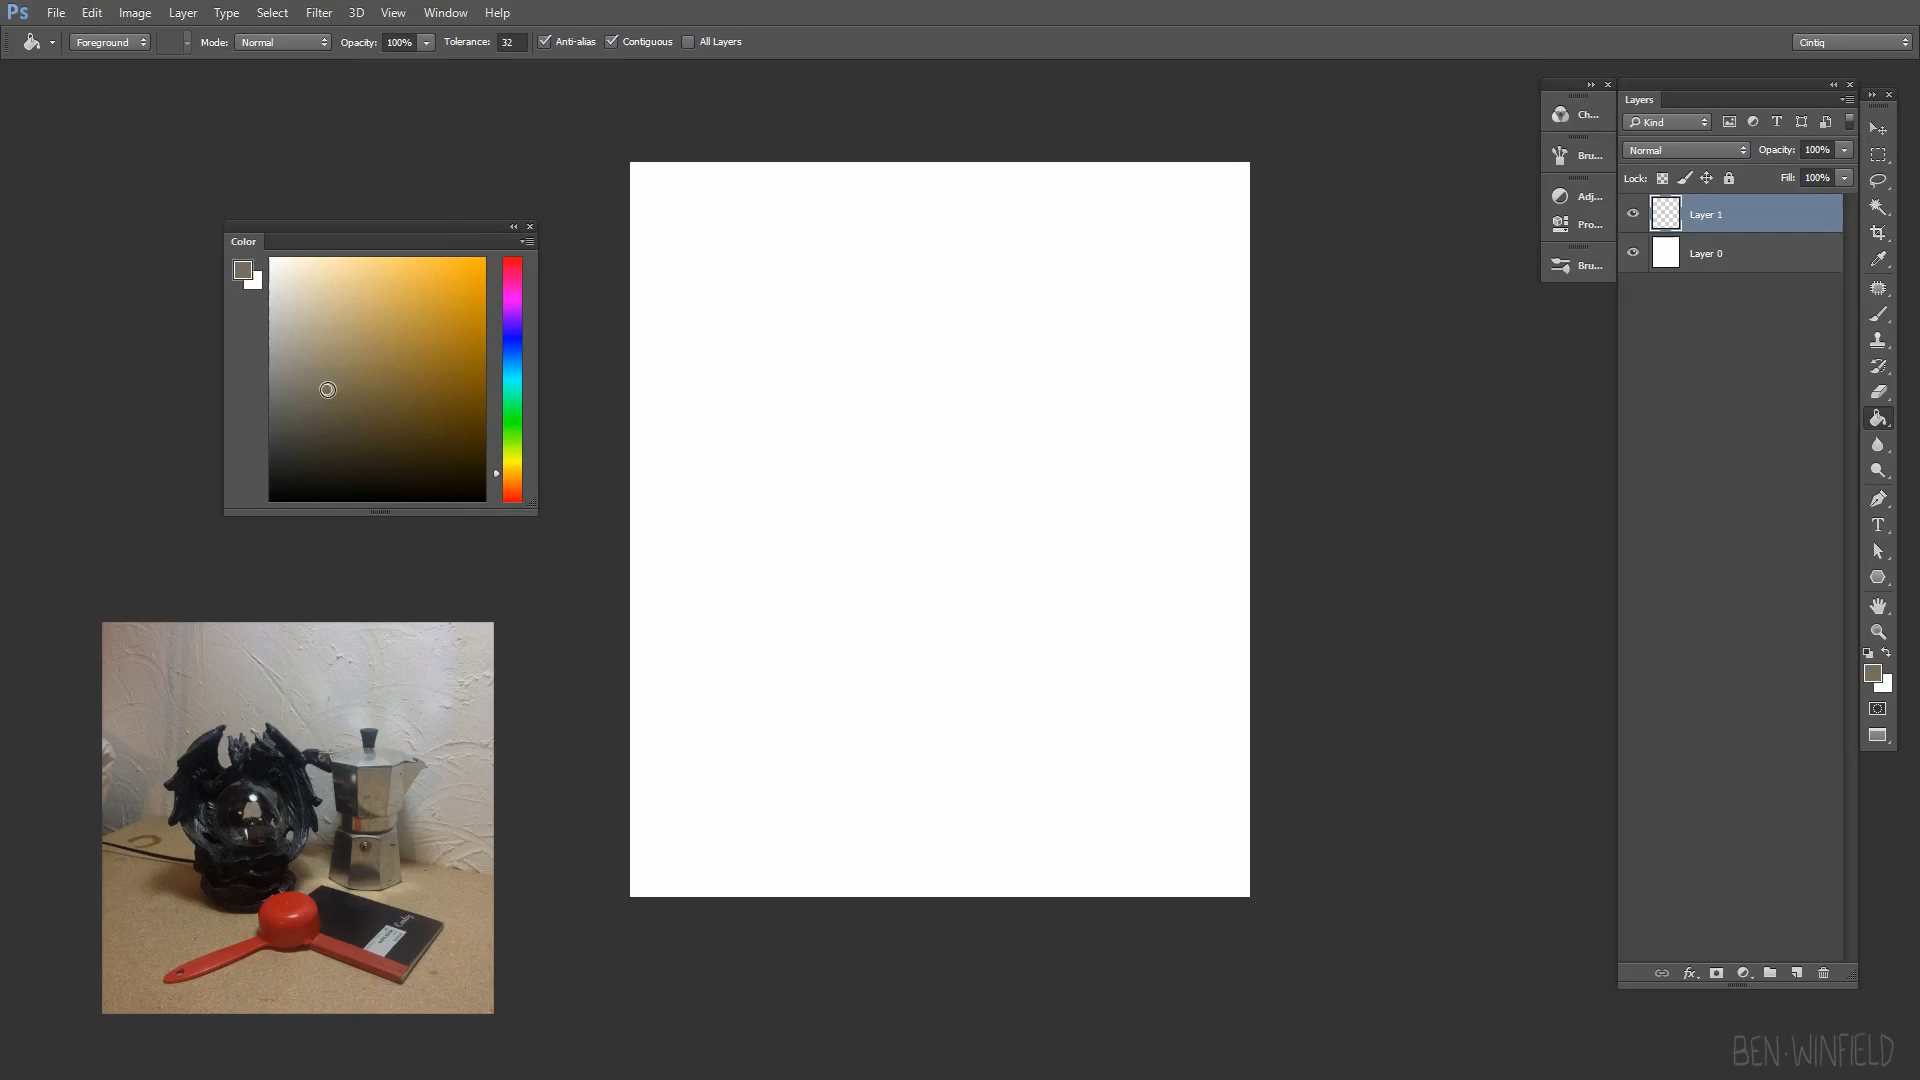 Ps File Edit Image Layer Type Select Filter 3D View Window Help
Foreground Mode: Normal Opacity: 100% Tolerance: 32 Anti-alias Contiguous All Layers Cintiq
Layers
Ch...
Kind
Bru...
Normal Opacity: 100%
Lock: Fill: 100%
Adj...
Layer 1
Pro...
Color
Layer 0
Bru...
BEN·WINFIELD